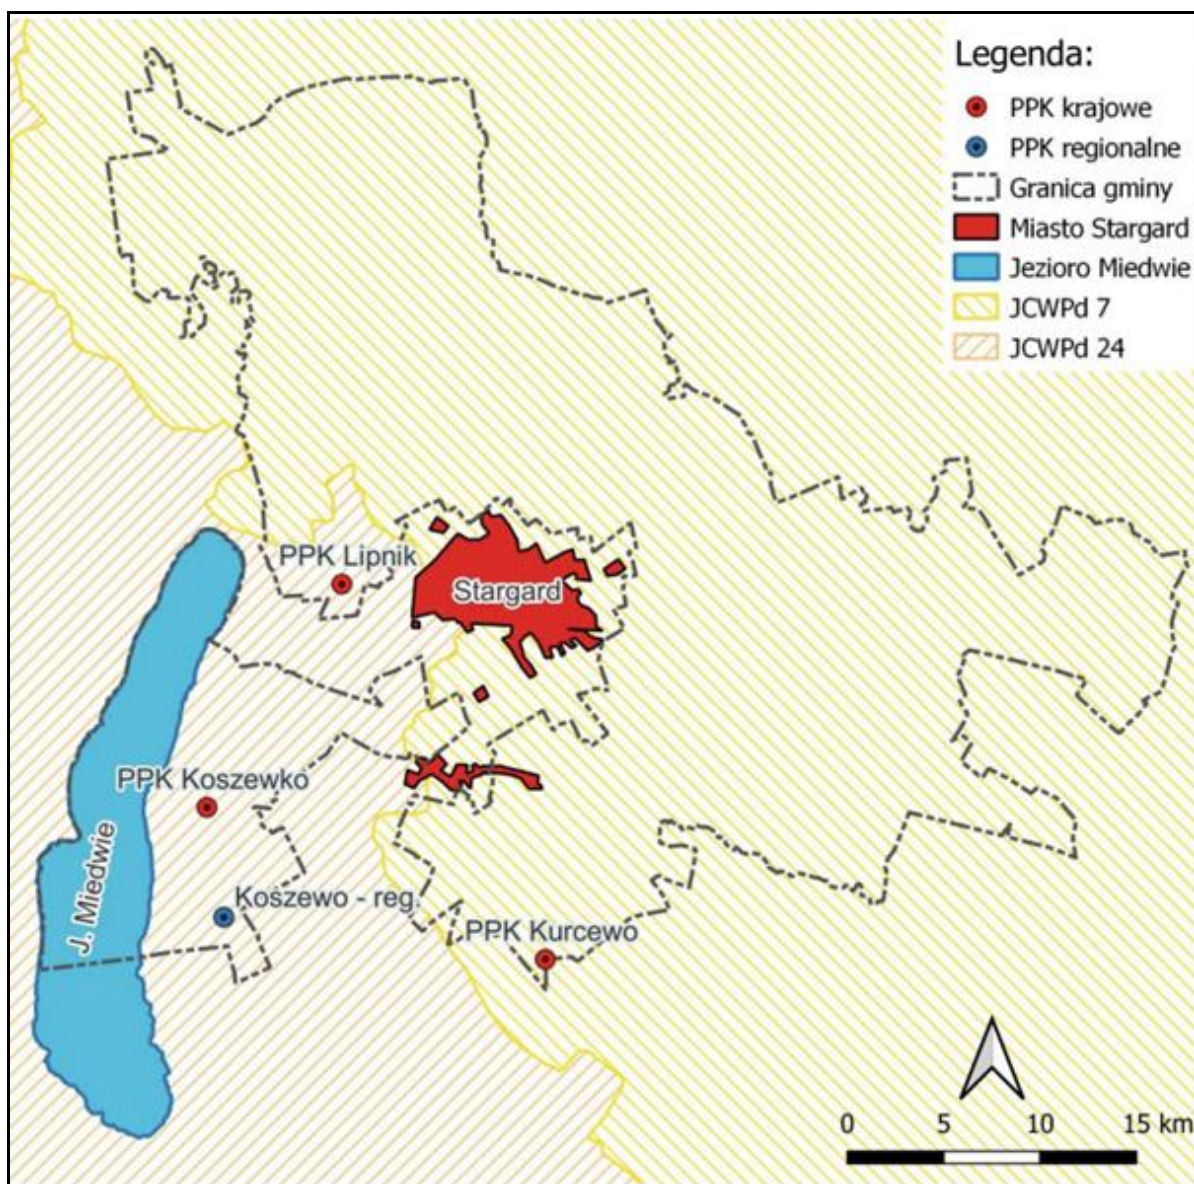 Legenda:
PPK krajowe
PPK regionalne
Granica gminy
Miasto Stargard
Jezioro Miedwie
JCWPd 7
JCWPd 24
PPK Lipnik
Stargard
PPK Koszewko
J. Miedwie
Koszewo - reg.
PPK Kurcewo
0 5 10 15 km